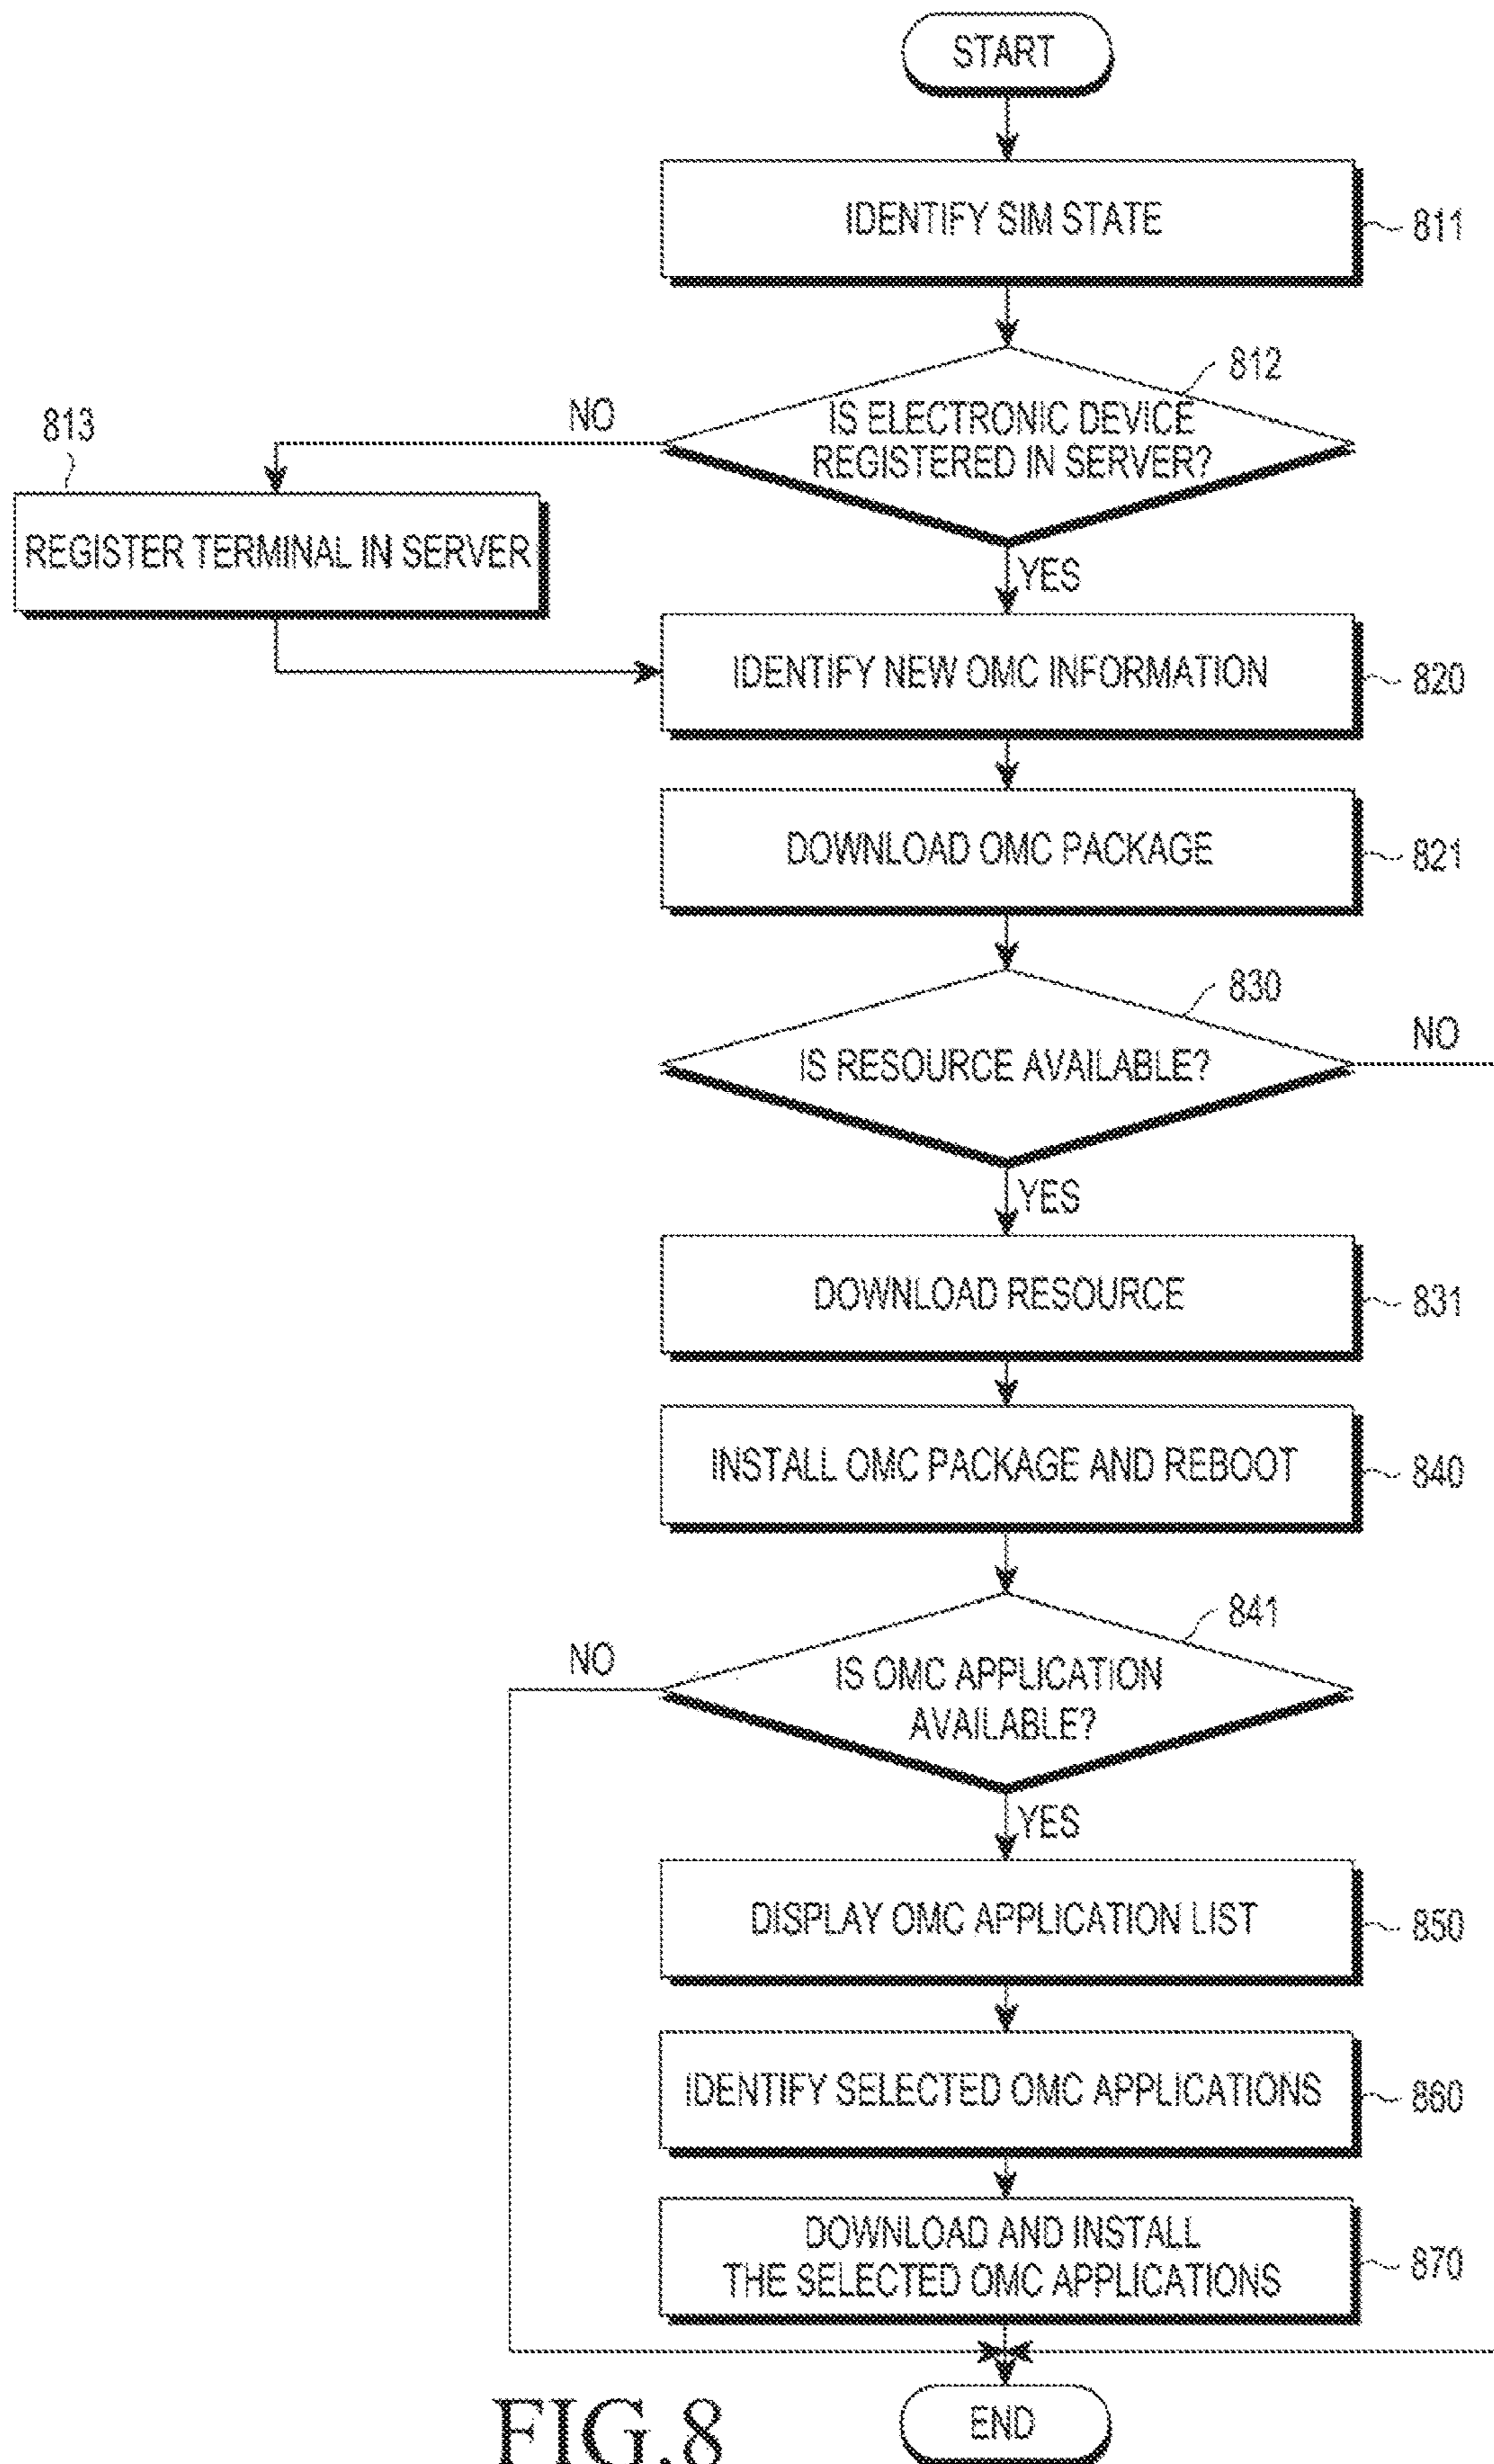 START
IDENTIFY SIM STATE
811
812
IS ELECTRONIC DEVICE
REGISTERED IN SERVER?
NO
813
REGISTER TERMINAL IN SERVER
YES
IDENTIFY NEW OMC INFORMATION
820
DOWNLOAD OMC PACKAGE
821
830
IS RESOURCE AVAILABLE?
NO
YES
DOWNLOAD RESOURCE
831
INSTALL OMC PACKAGE AND REBOOT
840
841
NO
IS OMC APPLICATION
AVAILABLE?
YES
DISPLAY OMC APPLICATION LIST
850
IDENTIFY SELECTED OMC APPLICATIONS
860
DOWNLOAD AND INSTALL
THE SELECTED OMC APPLICATIONS
870
END
FIG.8